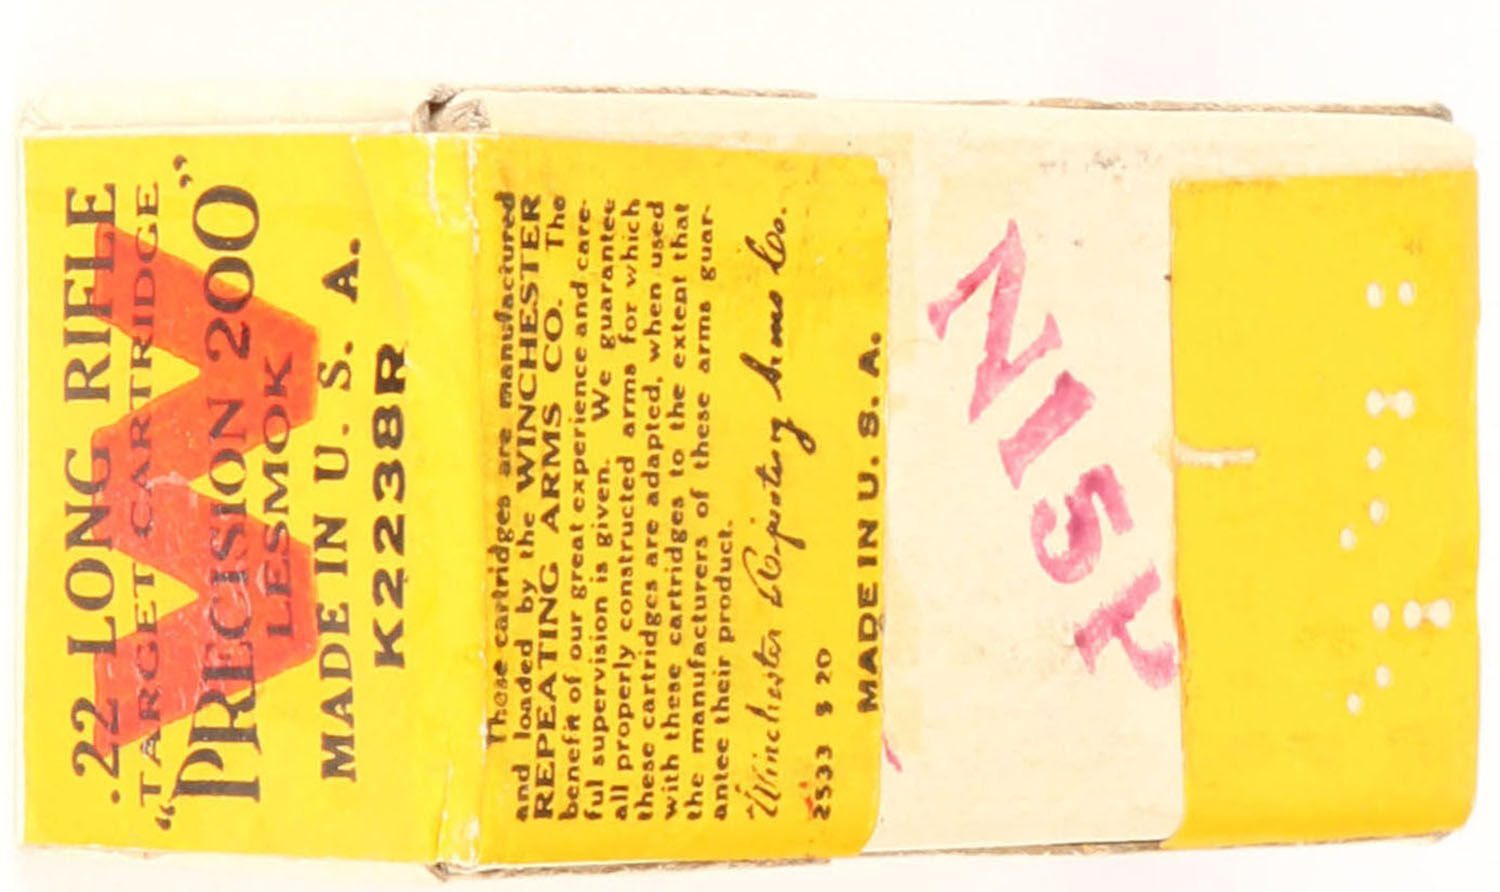 .22 LONG RIFLE
TARGET CARTRIDGE
"PRECISION 200"
LESMOK
MADE IN U. S. A.
K2238R
W
These cartridges are manufactured
and loaded by the WINCHESTER
REPEATING ARMS CO. The
benefit of our great experience and care-
ful supervision is given. We guarantee
all properly constructed arms for which
these cartridges are adapted, when used
with these cartridges to the extent that
the manufacturers of these arms guar-
antee their product.
Winchester Repeating Arms Co.
2533 S 20
MADE IN U. S. A.